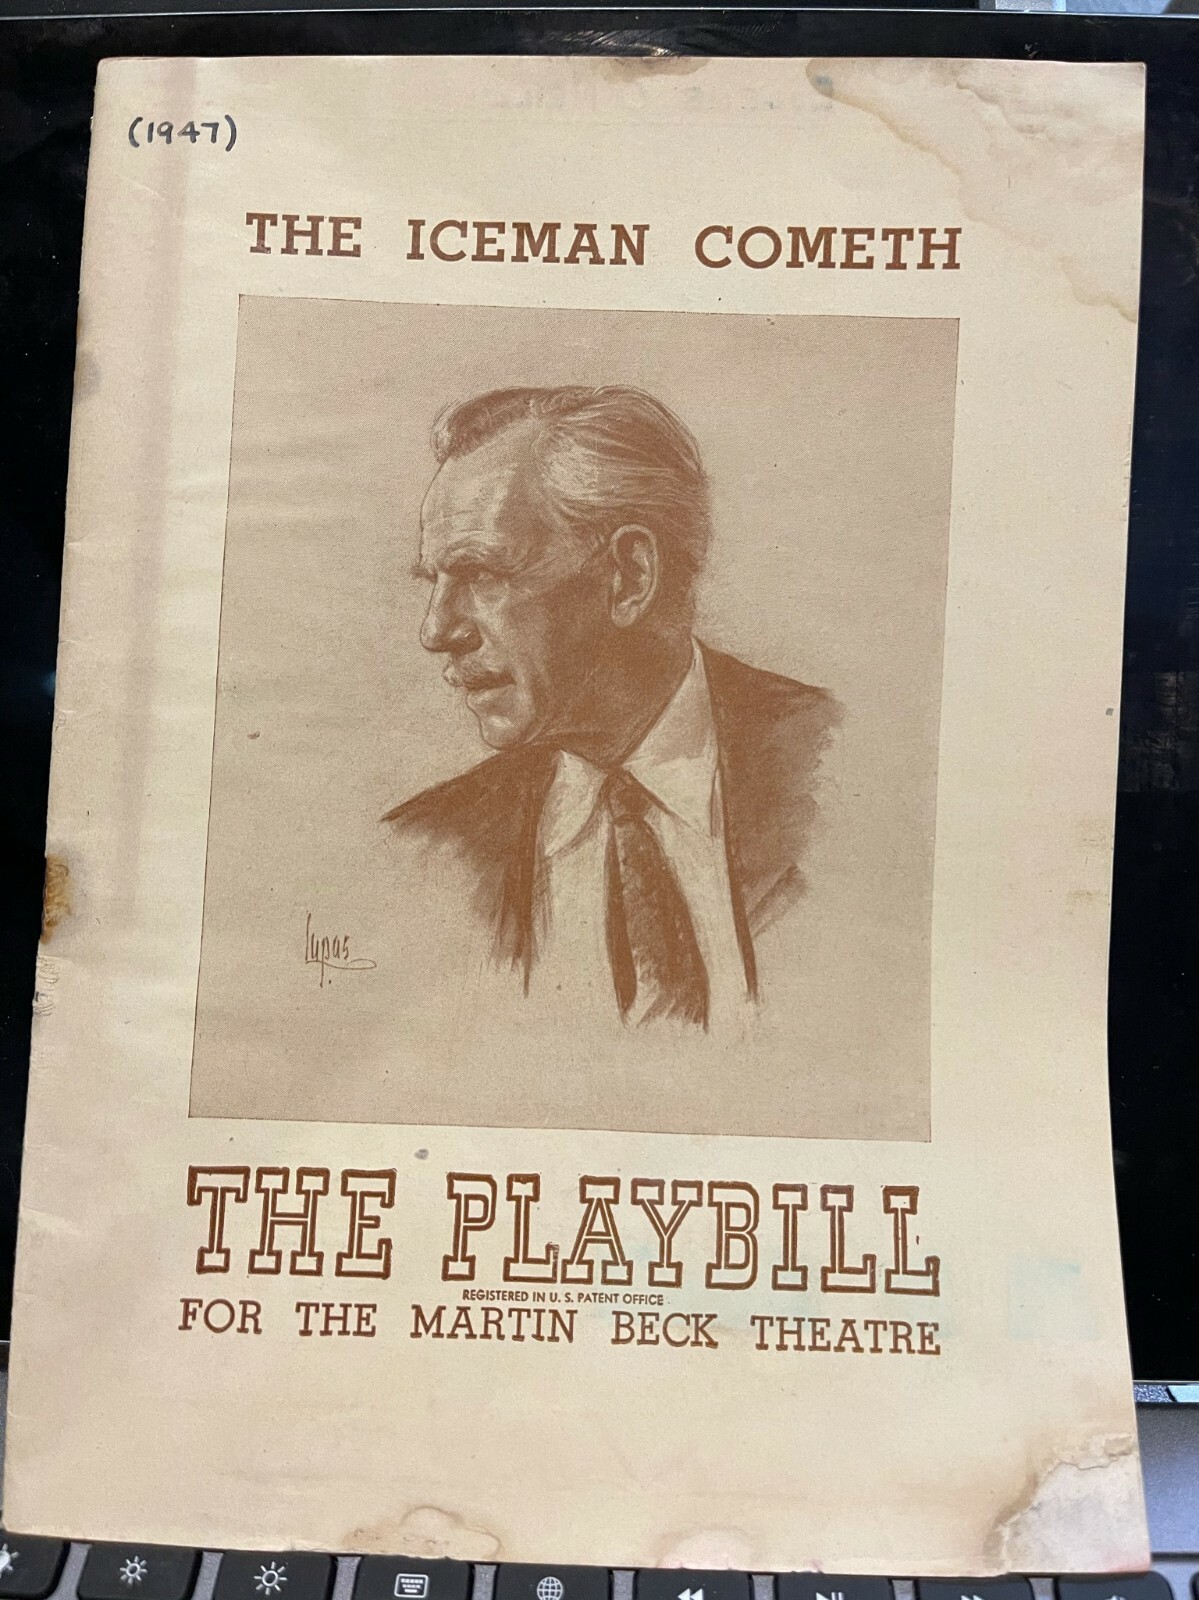 (1947)
THE ICEMAN COMETH
Lupas
THE PLAYBILL
REGISTERED IN U. S. PATENT OFFICE
FOR THE MARTIN BECK THEATRE